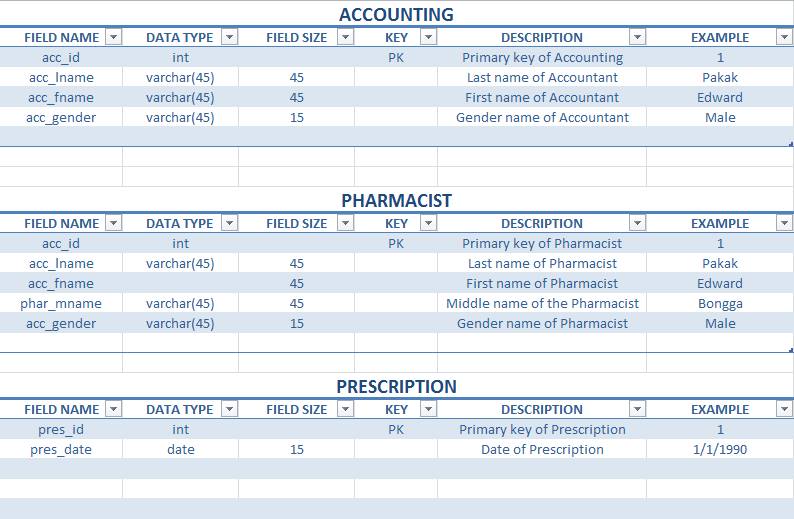 ACCOUNTING
FIELD NAME DATA TYPE FIELD SIZE KEY DESCRIPTION EXAMPLE
acc_id int PK Primary key of Accounting 1
acc_lname varchar(45) 45 Last name of Accountant Pakak
acc_fname varchar(45) 45 First name of Accountant Edward
acc_gender varchar(45) 15 Gender name of Accountant Male
PHARMACIST
FIELD NAME DATA TYPE FIELD SIZE KEY DESCRIPTION EXAMPLE
acc_id int PK Primary key of Pharmacist 1
acc_lname varchar(45) 45 Last name of Pharmacist Pakak
acc_fname 45 First name of Pharmacist Edward
phar_mname varchar(45) 45 Middle name of the Pharmacist Bongga
acc_gender varchar(45) 15 Gender name of Pharmacist Male
PRESCRIPTION
FIELD NAME DATA TYPE FIELD SIZE KEY DESCRIPTION EXAMPLE
pres_id int PK Primary key of Prescription 1
pres_date date 15 Date of Prescription 1/1/1990